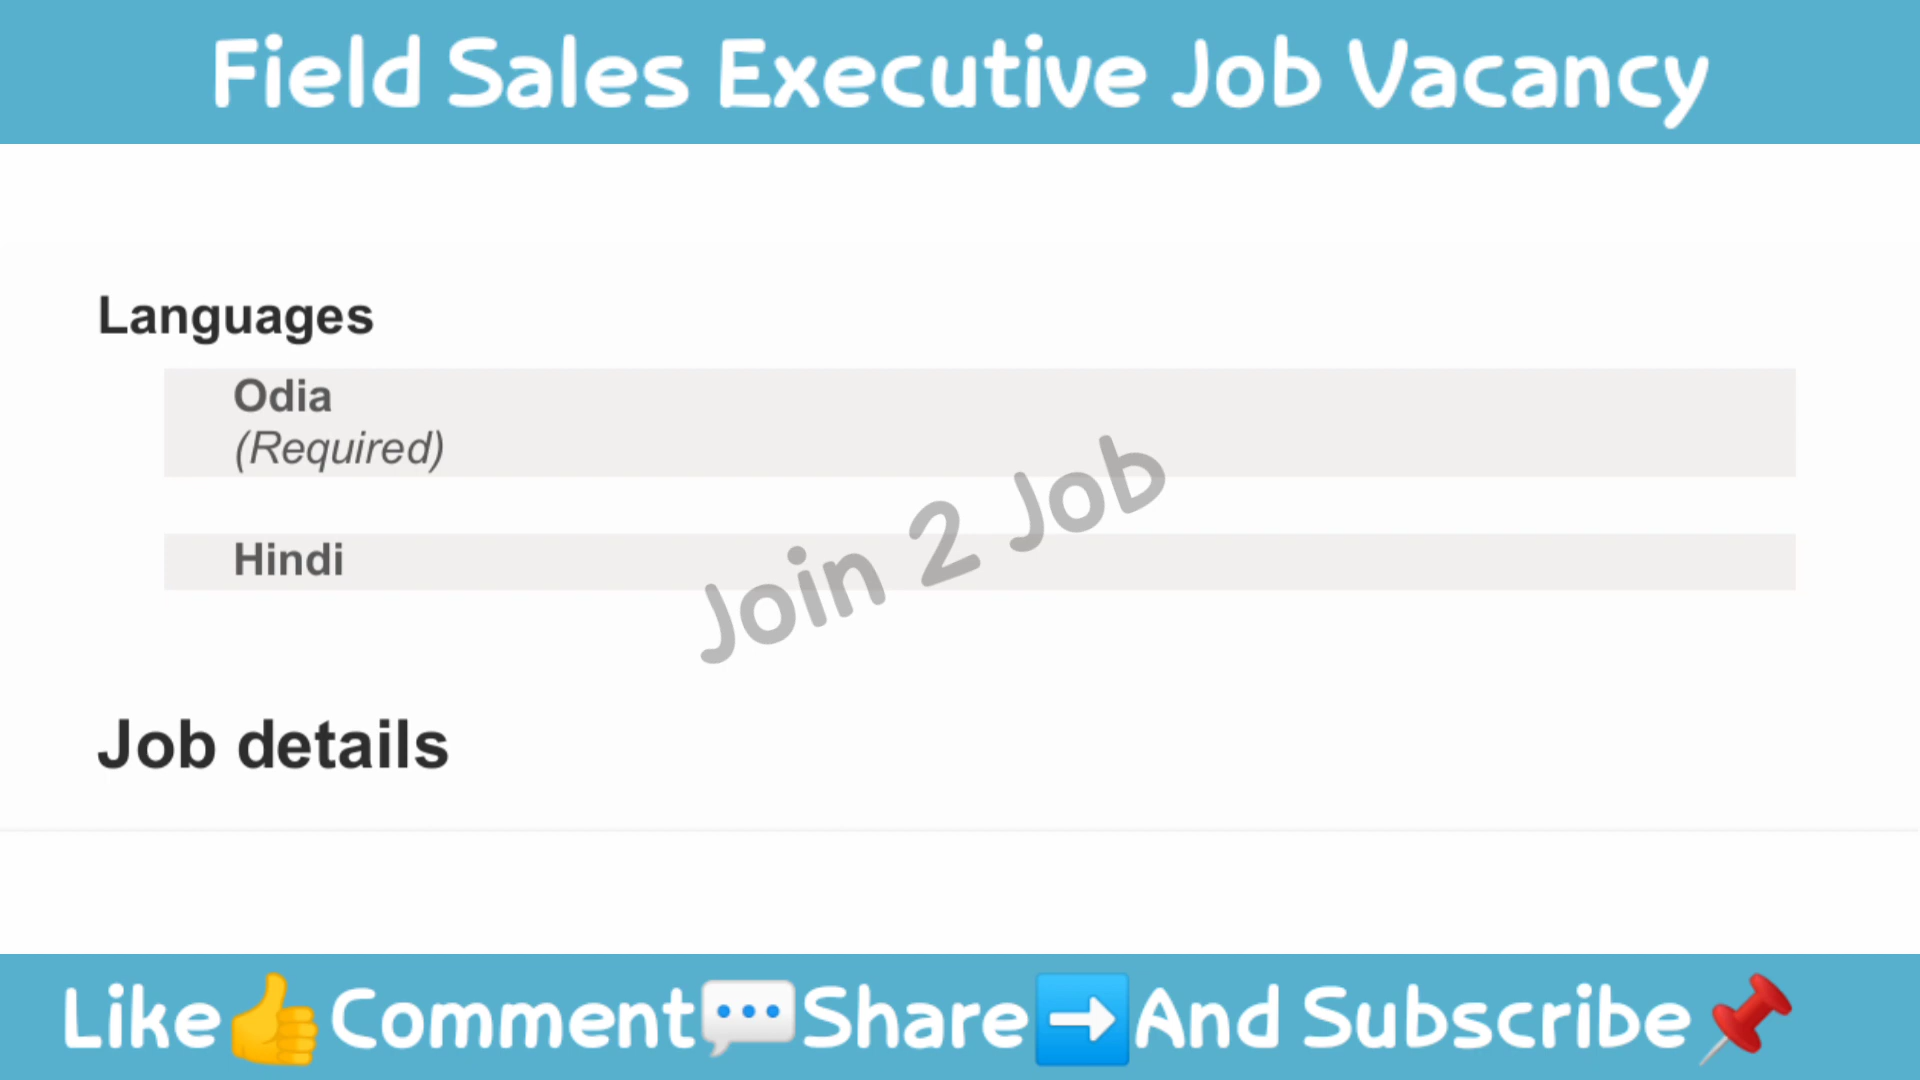 Field Sales Executive Job Vacancy
Languages
Odia
(Required)
Hindi
Join 2 Job
Job details
Like👍Comment💬Share➡️And Subscribe📌